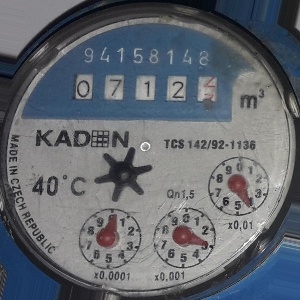 94158148
0712
m³
KADEN
TCS 142/92-1136
40°C
Qn1,5
x0,01
x0.0001
x0.001
MADE IN CZECH REPUBLIC